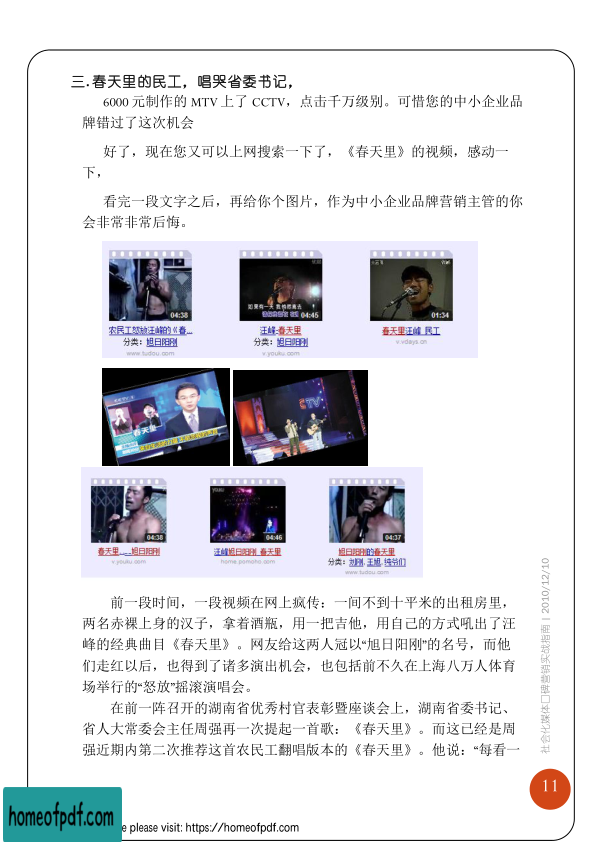 三.春天里的民工，唱哭省委书记，
6000 元制作的 MTV 上了 CCTV，点击千万级别。可惜您的中小企业品
牌错过了这次机会
好了，现在您又可以上网搜索一下了，《春天里》的视频，感动一
下，
看完一段文字之后，再给你个图片，作为中小企业品牌营销主管的你
会非常非常后悔。
04:38
04:45
01:34
农民工怒放汪峰的《春...
汪峰-春天里
春天里汪峰 民工
分类：旭日阳刚
分类：旭日阳刚
v.vdays.cn
www.tudou.com
v.youku.com
春天里
CTV
04:38
04:46
04:37
春天里......旭日阳刚
汪峰旭日阳刚 春天里
旭日阳刚的春天里
v.youku.com
home.pomoho.com
分类：刘刚, 王旭, 纯爷们
www.tudou.com
前一段时间，一段视频在网上疯传：一间不到十平米的出租房里，
两名赤裸上身的汉子，拿着酒瓶，用一把吉他，用自己的方式吼出了汪
峰的经典曲目《春天里》。网友给这两人冠以“旭日阳刚”的名号，而他
们走红以后，也得到了诸多演出机会，也包括前不久在上海八万人体育
场举行的“怒放”摇滚演唱会。
在前一阵召开的湖南省优秀村官表彰暨座谈会上，湖南省委书记、
省人大常委会主任周强再一次提起一首歌：《春天里》。而这已经是周
强近期内第二次推荐这首农民工翻唱版本的《春天里》。他说：“每看一
社会化媒体口碑营销实战指南 | 2010/12/10
11
homeofpdf.com
e please visit: https://homeofpdf.com